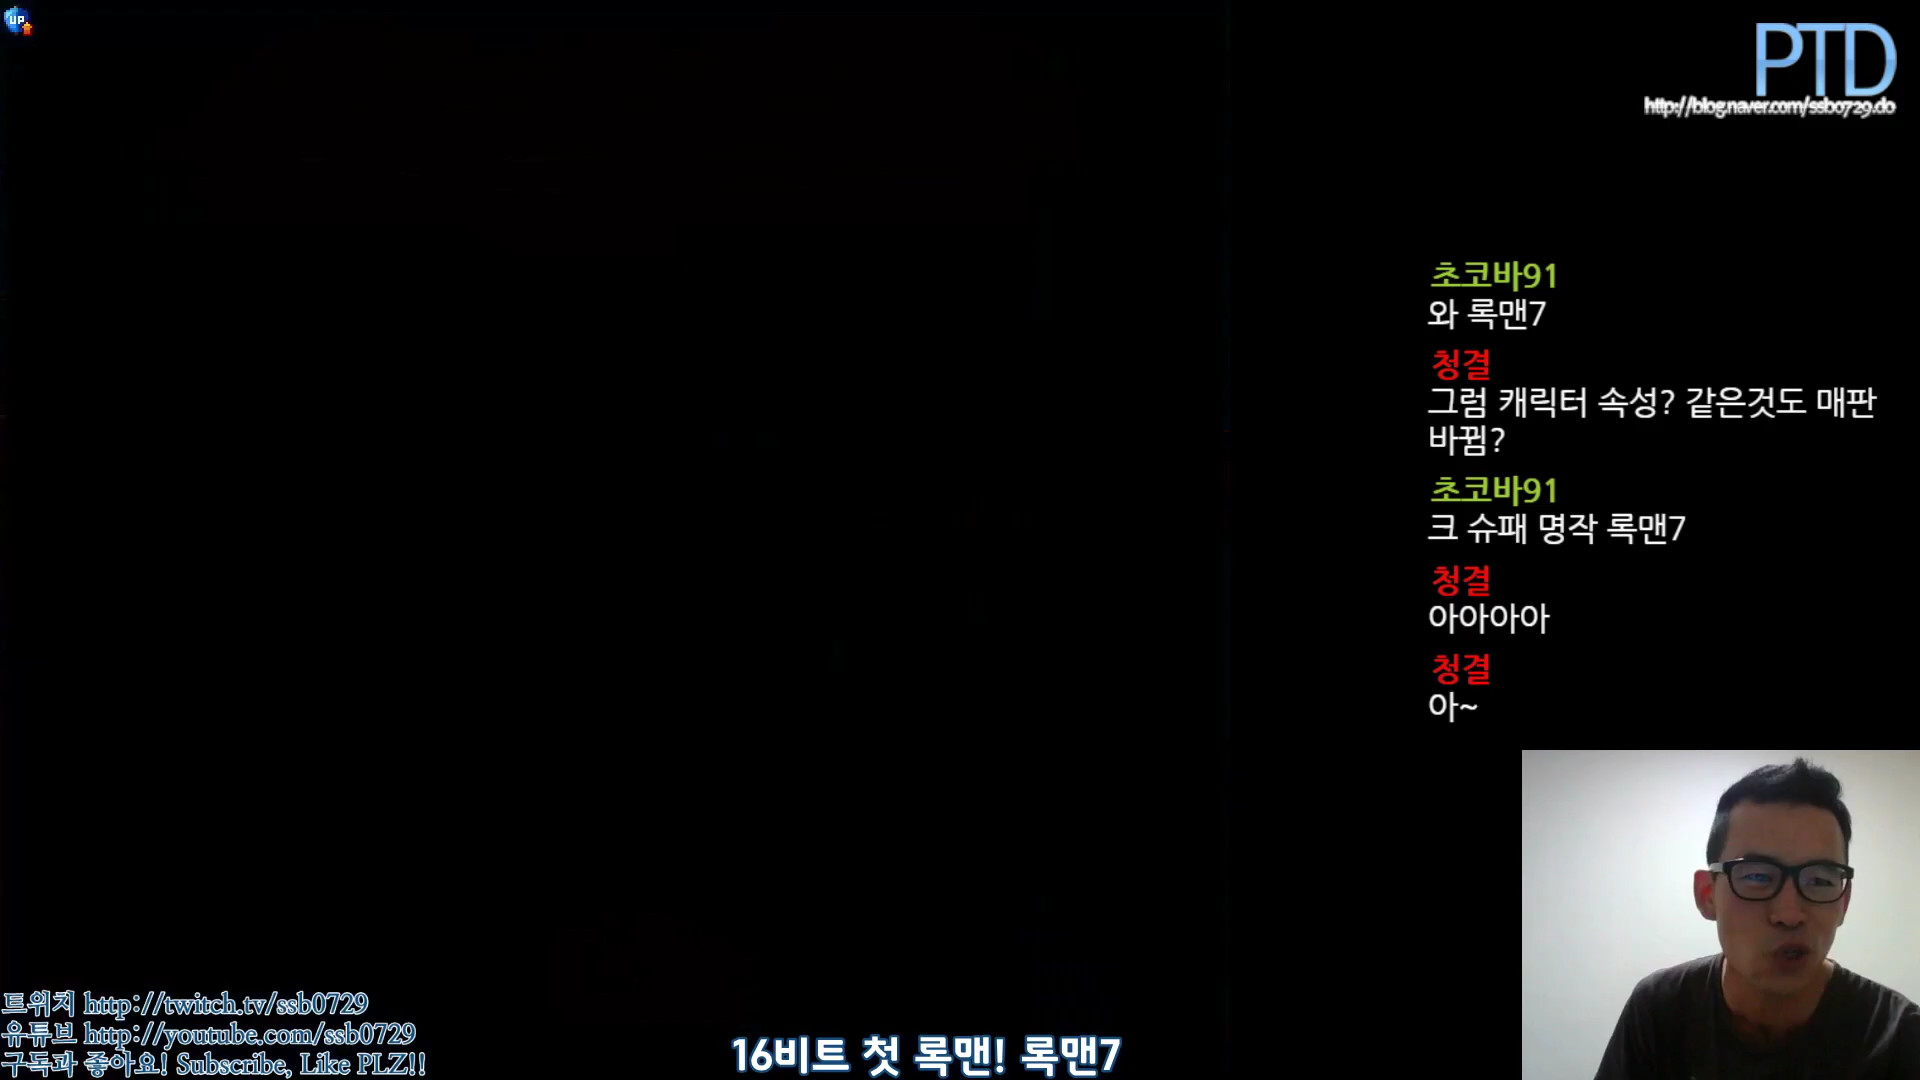 UP
PTD
http://blog.naver.com/ssb0729.do
초코바91
와 록맨7
청결
그럼 캐릭터 속성? 같은것도 매판
바뀜?
초코바91
크 슈패 명작 록맨7
청결
아아아아
청결
아~
트위치 http://twitch.tv/ssb0729
유튜브 http://youtube.com/ssb0729
구독과 좋아요! Subscribe, Like PLZ!!
16비트 첫 록맨! 록맨7